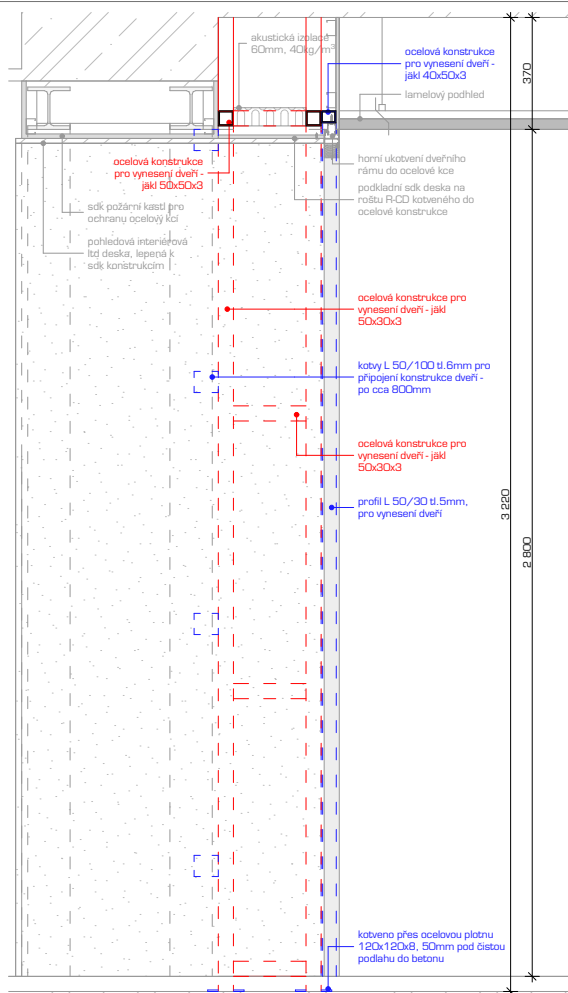 akustická izolace
60mm, 40kg/m³
ocelová konstrukce
pro vynesení dveří -
jäkl 40x50x3
lamelový podhled
370
ocelová konstrukce
pro vynesení dveří -
jäkl 50x50x3
horní ukotvení dveřního
rámu do ocelové kce
podkladní sdk deska na
roštu R-CD kotveného do
ocelové konstrukce
sdk požární kastl pro
ochranu ocelový kcí
pohledová interiérová
ltd deska, lepená k
sdk konstrukcím
ocelová konstrukce pro
vynesení dveří - jäkl
50x30x3
kotvy L 50/100 tl.6mm pro
připojení konstrukce dveří -
po cca 800mm
ocelová konstrukce pro
vynesení dveří - jäkl
50x30x3
profil L 50/30 tl.5mm,
pro vynesení dveří
3 220
2 800
kotveno přes ocelovou plotnu
120x120x8, 50mm pod čistou
podlahu do betonu